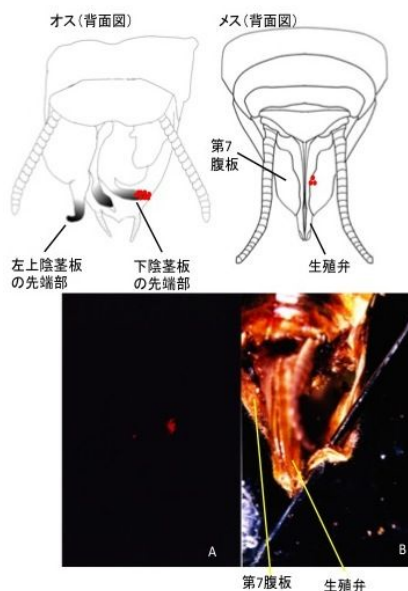 オス(背面図)
メス(背面図)
第7
腹板
左上陰茎板
の先端部
下陰茎板
の先端部
生殖弁
A
B
第7腹板
生殖弁